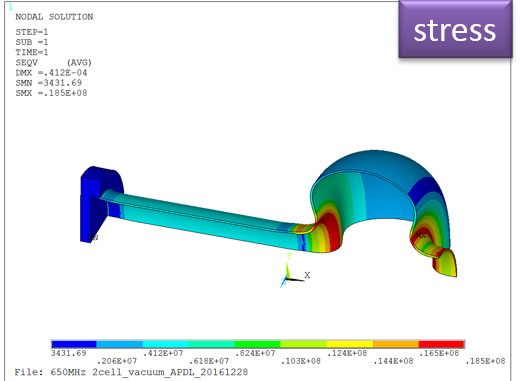 1
stress
NODAL SOLUTION
STEP=1
SUB =1
TIME=1
SEQV (AVG)
DMX =.412E-04
SMN =3431.69
SMX =.185E+08
MX
Y
X
3431.69 .412E+07 .824E+07 .124E+08 .165E+08
.206E+07 .618E+07 .103E+08 .144E+08 .185E+08
File: 650MHz 2cell_vacuum_APDL_20161228